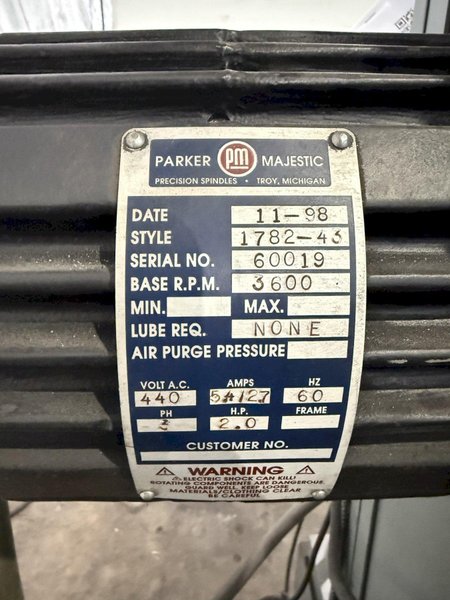 PARKER PM MAJESTIC
PRECISION SPINDLES • TROY, MICHIGAN
DATE 11-98
STYLE 1782-43
SERIAL NO. 60019
BASE R.P.M. 3600
MIN. MAX.
LUBE REQ. NONE
AIR PURGE PRESSURE
VOLT A.C. AMPS HZ
440 60
PH H.P. FRAME
3 2.0
CUSTOMER NO.
⚠ WARNING ⚠
⚠ ELECTRIC SHOCK CAN KILL!
ROTATING COMPONENTS ARE DANGEROUS.
GUARD WELL. KEEP LOOSE
MATERIALS/CLOTHING CLEAR
BE CAREFUL